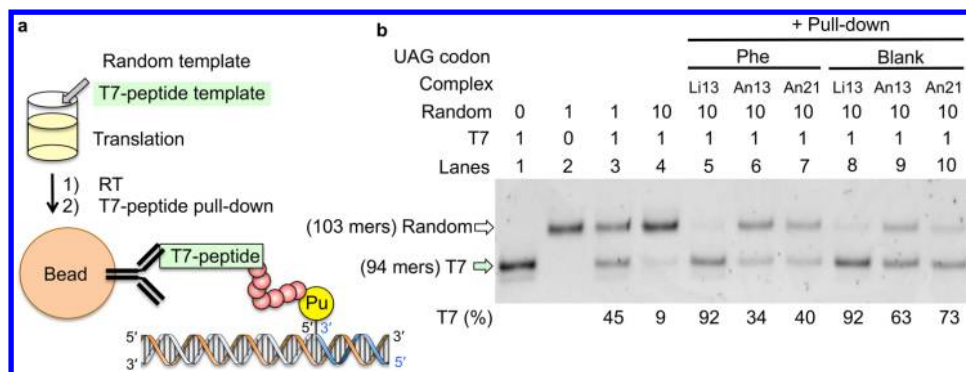 a
Random template
T7-peptide template
Translation
1) RT
2) T7-peptide pull-down
Bead
T7-peptide
Pu
5′ 3′
5′ 3′
3′ 5′
b
+ Pull-down
UAG codon Phe Blank
Complex Li13 An13 An21 Li13 An13 An21
Random 0 1 1 10 10 10 10 10 10 10
T7 1 0 1 1 1 1 1 1 1 1
Lanes 1 2 3 4 5 6 7 8 9 10
(103 mers) Random
(94 mers) T7
T7 (%) 45 9 92 34 40 92 63 73